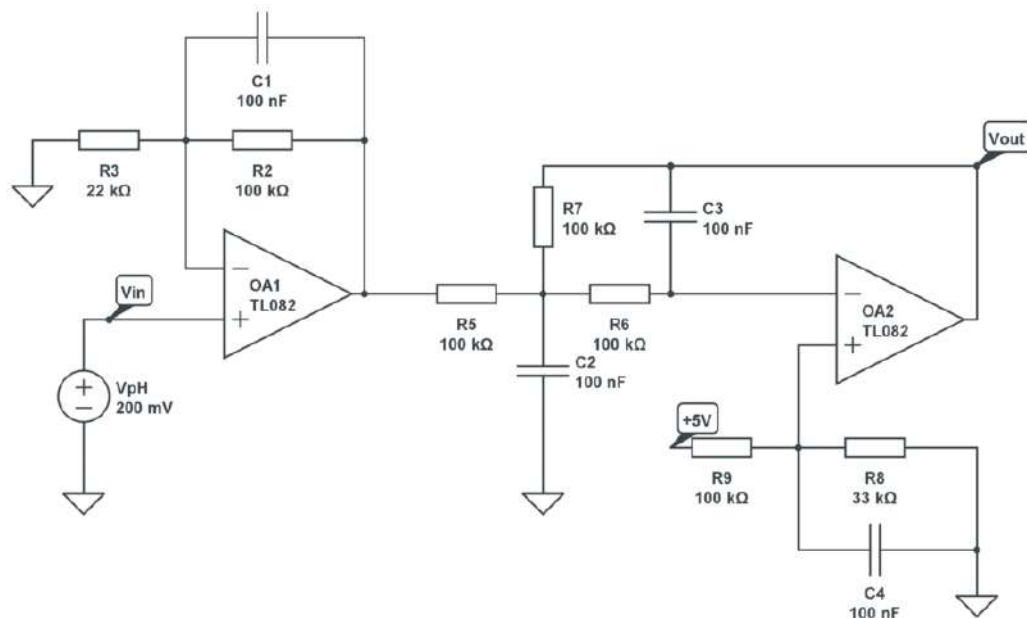 C1
100 nF
R3
22 kΩ
R2
100 kΩ
Vout
R7
100 kΩ
C3
100 nF
OA1
TL082
Vin
R5
100 kΩ
R6
100 kΩ
OA2
TL082
C2
100 nF
VpH
200 mV
+5V
R9
100 kΩ
R8
33 kΩ
C4
100 nF